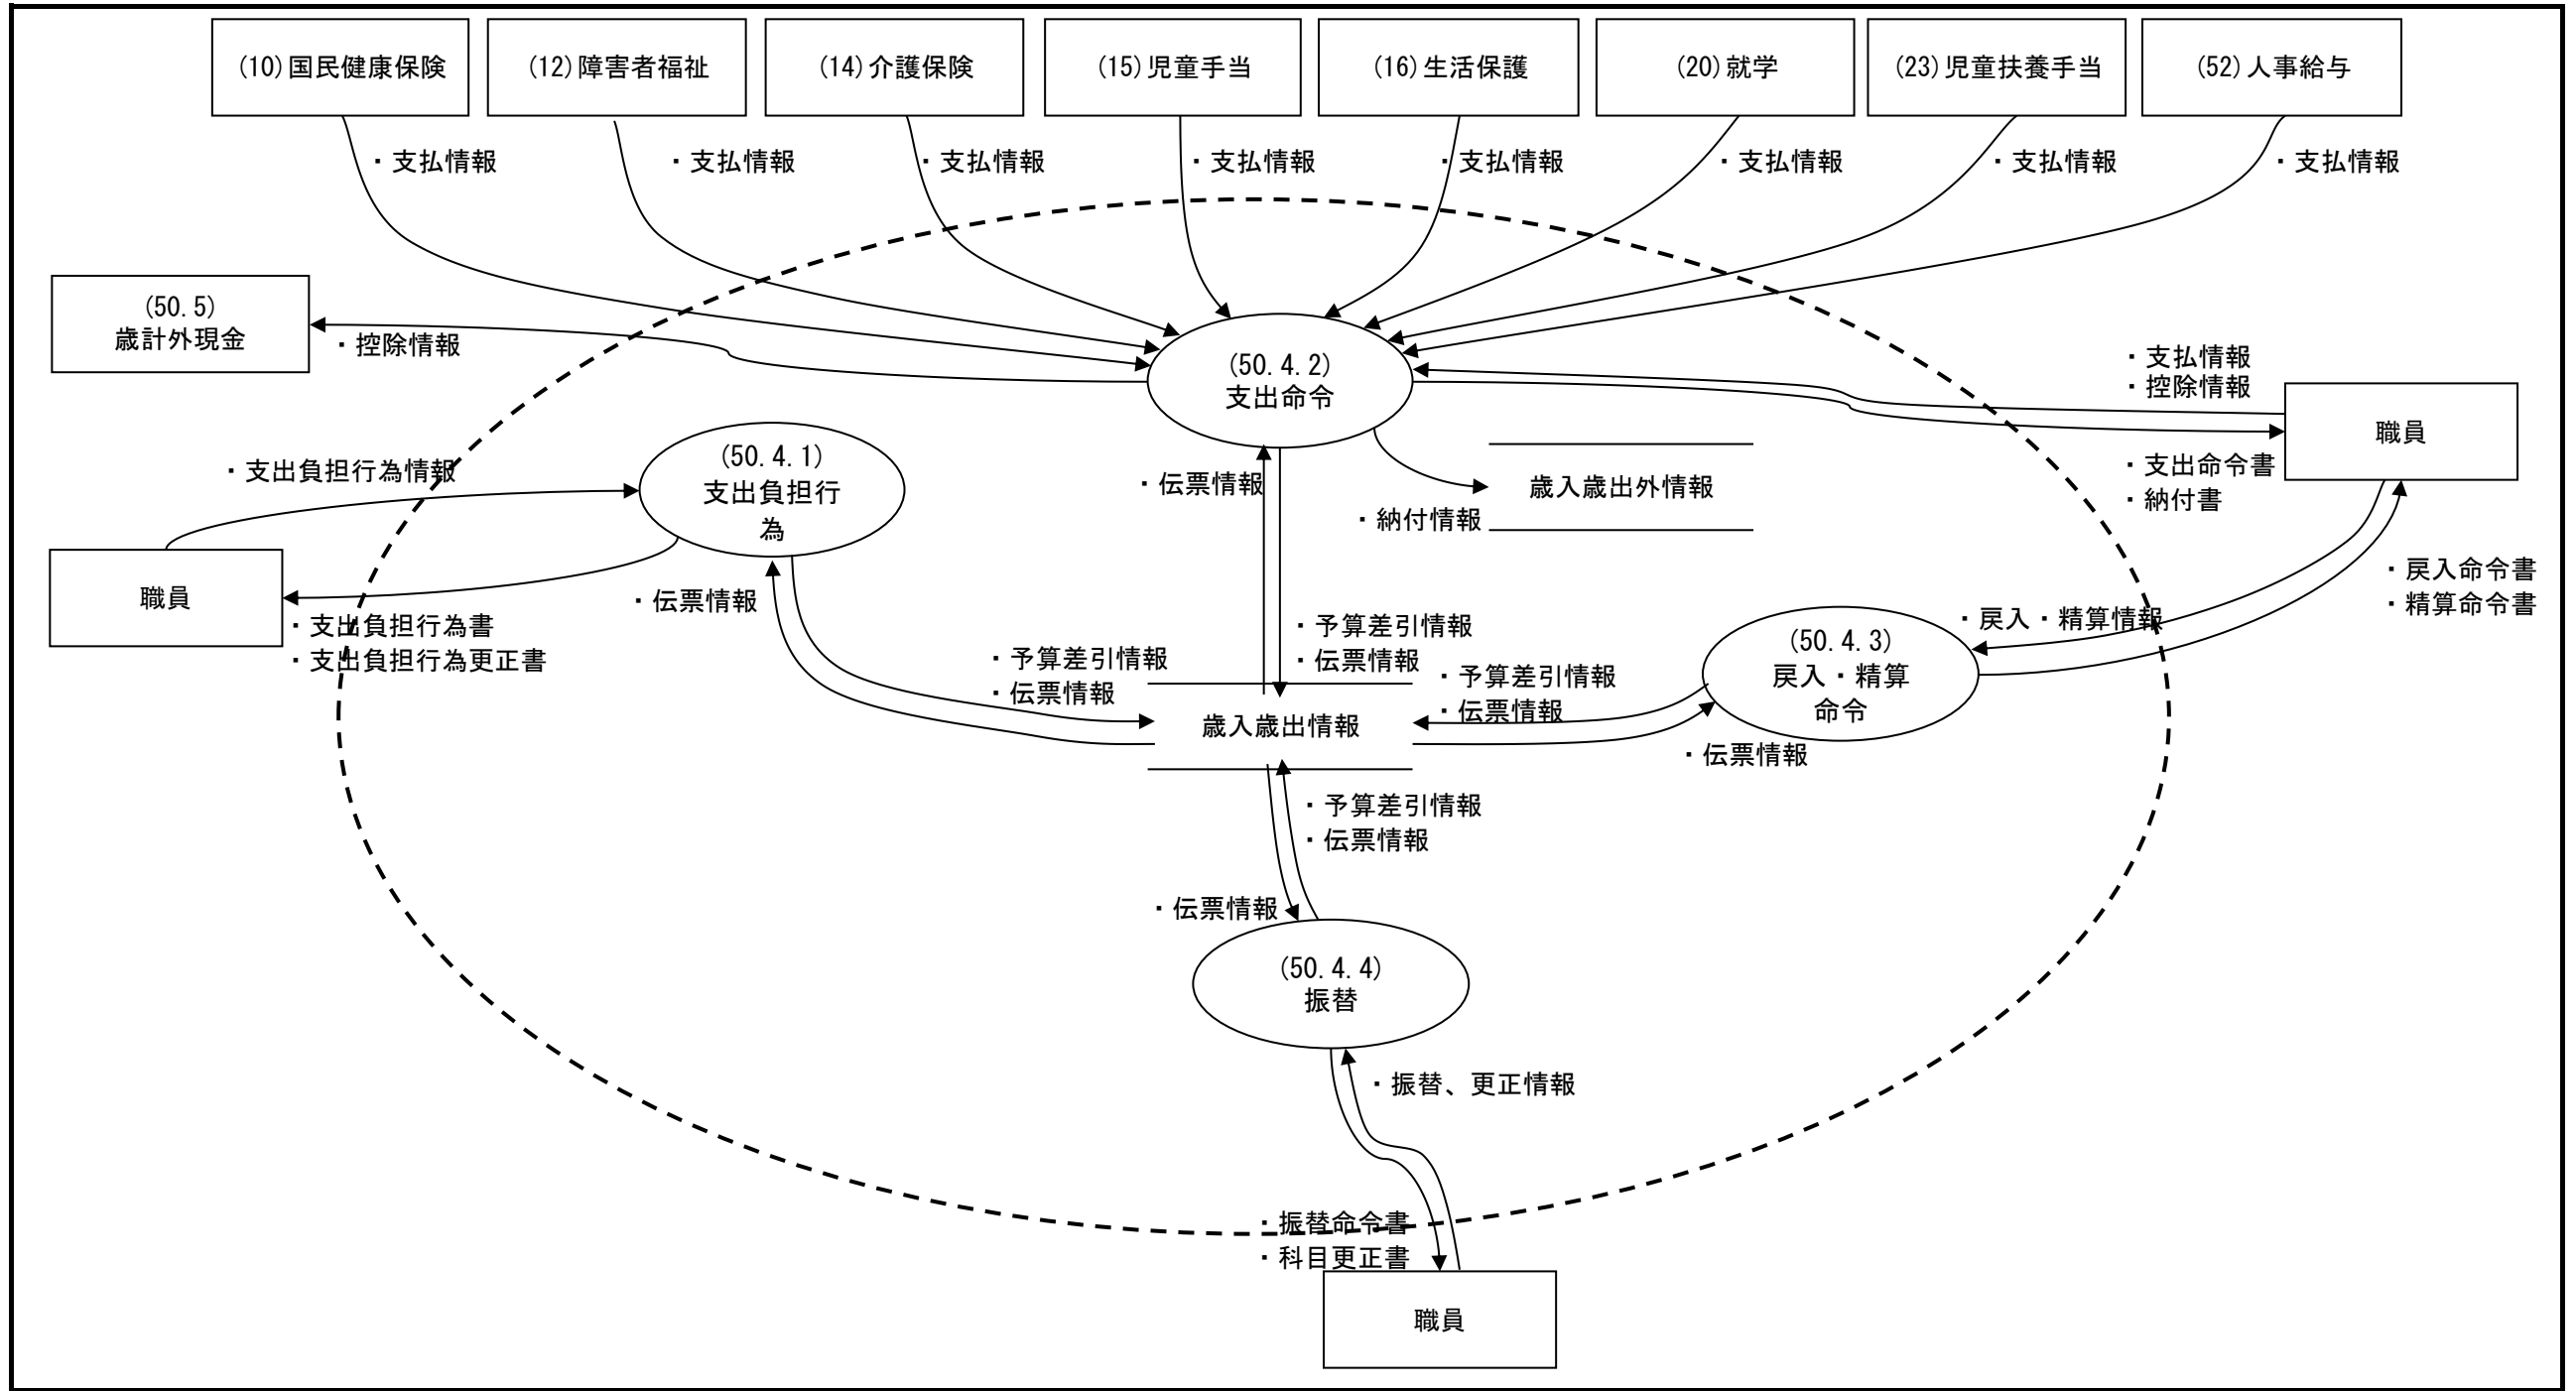 (10)国民健康保険
(12)障害者福祉
(14)介護保険
(15)児童手当
(16)生活保護
(20)就学
(23)児童扶養手当
(52)人事給与
・支払情報
・支払情報
・支払情報
・支払情報
・支払情報
・支払情報
・支払情報
・支払情報
(50.5)
歳計外現金
・控除情報
(50.4.2)
支出命令
・支払情報
・控除情報
職員
・支出命令書
・納付書
(50.4.1)
支出負担行
為
・支出負担行為情報
・伝票情報
歳入歳出外情報
・納付情報
職員
・支出負担行為書
・支出負担行為更正書
・伝票情報
・戻入命令書
・精算命令書
・戻入・精算情報
・予算差引情報
・伝票情報
・予算差引情報
・伝票情報
・予算差引情報
・伝票情報
(50.4.3)
戻入・精算
命令
歳入歳出情報
・伝票情報
・予算差引情報
・伝票情報
・伝票情報
(50.4.4)
振替
・振替、更正情報
・振替命令書
・科目更正書
職員